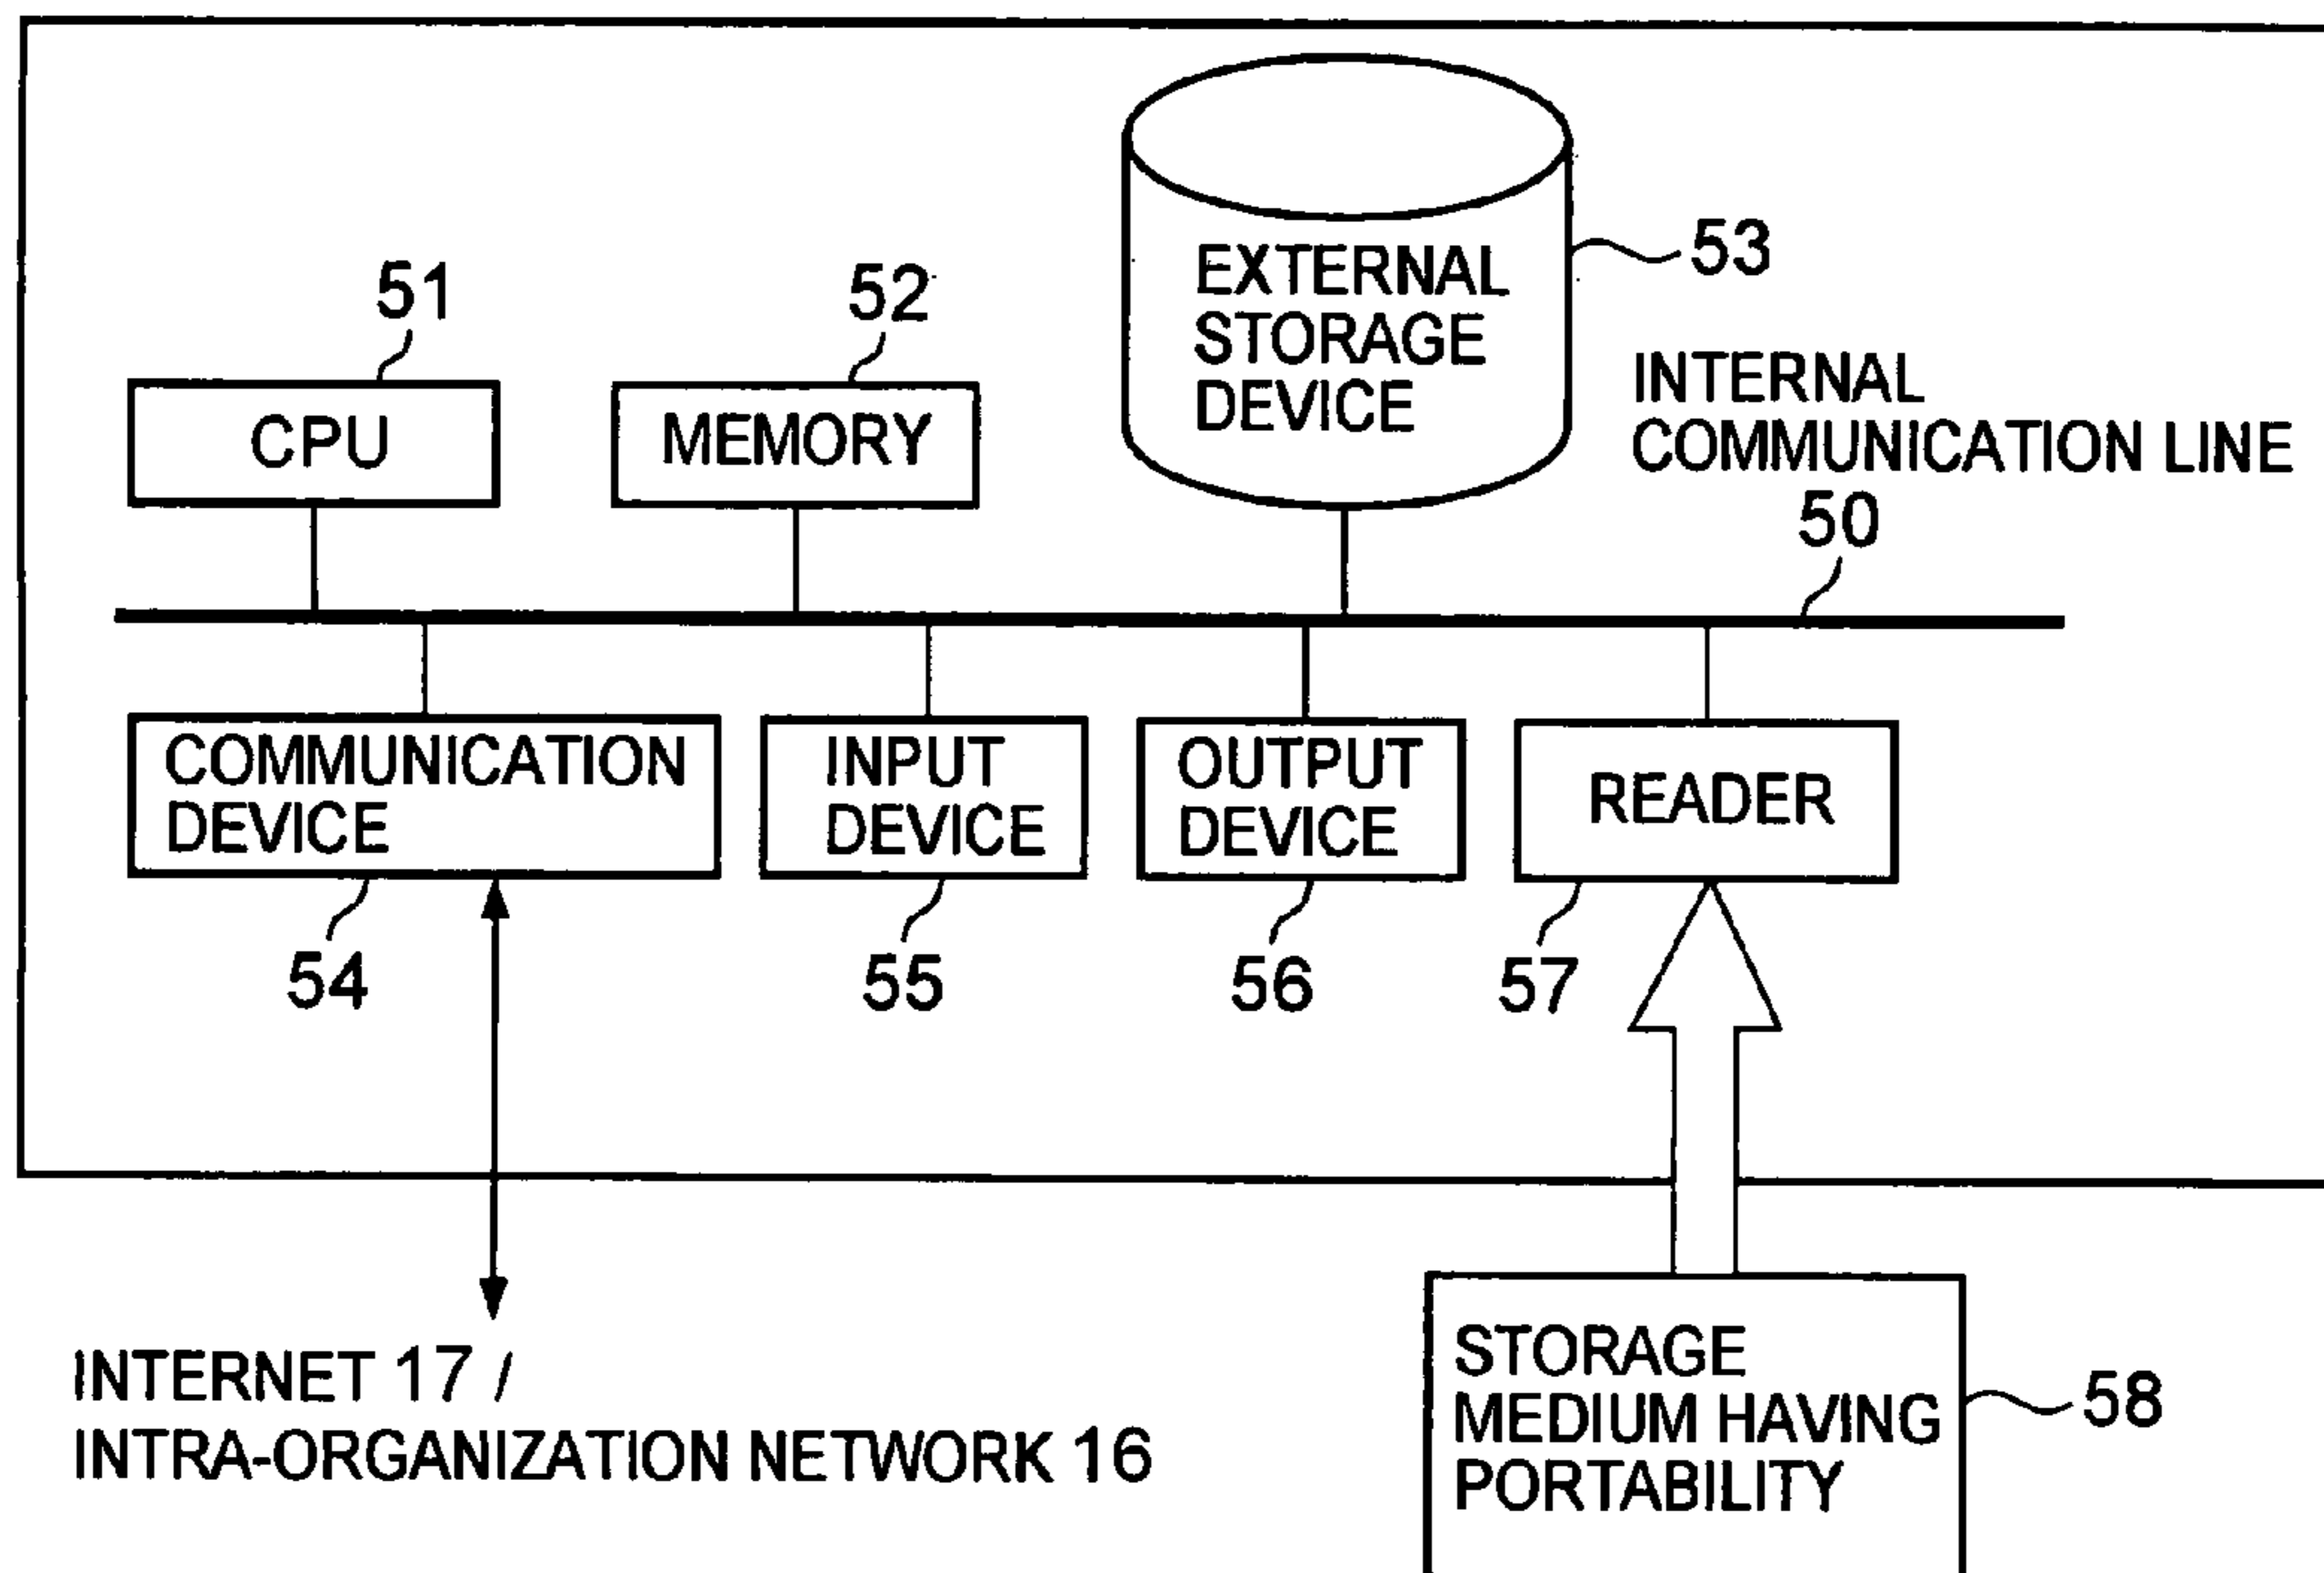 53
EXTERNAL
STORAGE
DEVICE
51
52
CPU
MEMORY
INTERNAL
COMMUNICATION LINE
50
COMMUNICATION
DEVICE
INPUT
DEVICE
OUTPUT
DEVICE
READER
54
55
56
57
INTERNET 17 /
INTRA-ORGANIZATION NETWORK 16
STORAGE
MEDIUM HAVING
PORTABILITY
58